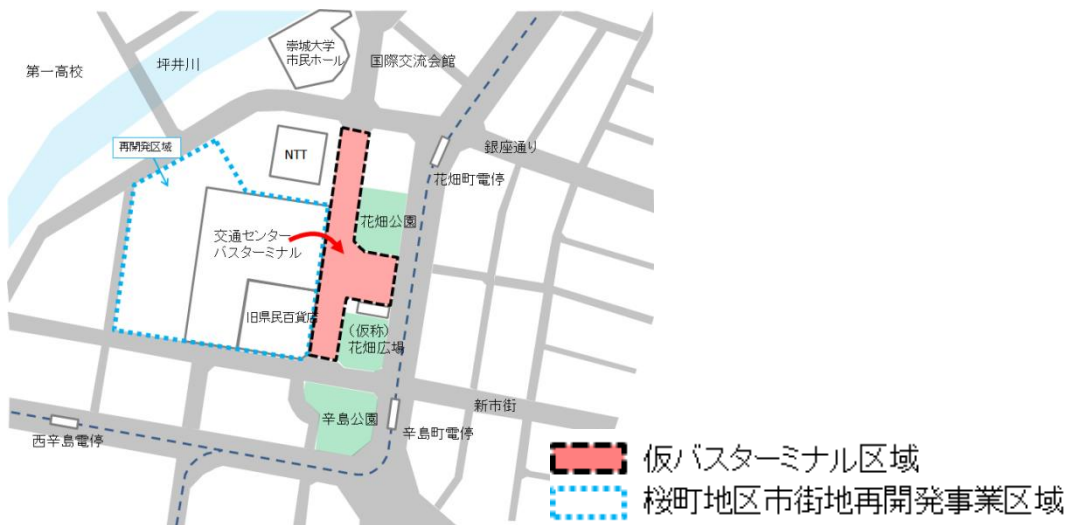 崇城大学
市民ホール
国際交流会館
坪井川
第一高校
再開発区域
NTT
銀座通り
花畑町電停
花畑公園
交通センター
バスターミナル
旧県民百貨店
(仮称)
花畑広場
新市街
辛島公園
辛島町電停
西辛島電停
仮バスターミナル区域
桜町地区市街地再開発事業区域